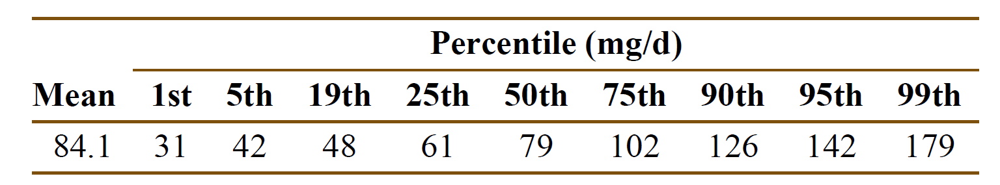 Percentile (mg/d)
Mean 1st 5th 19th 25th 50th 75th 90th 95th 99th
84.1 31 42 48 61 79 102 126 142 179